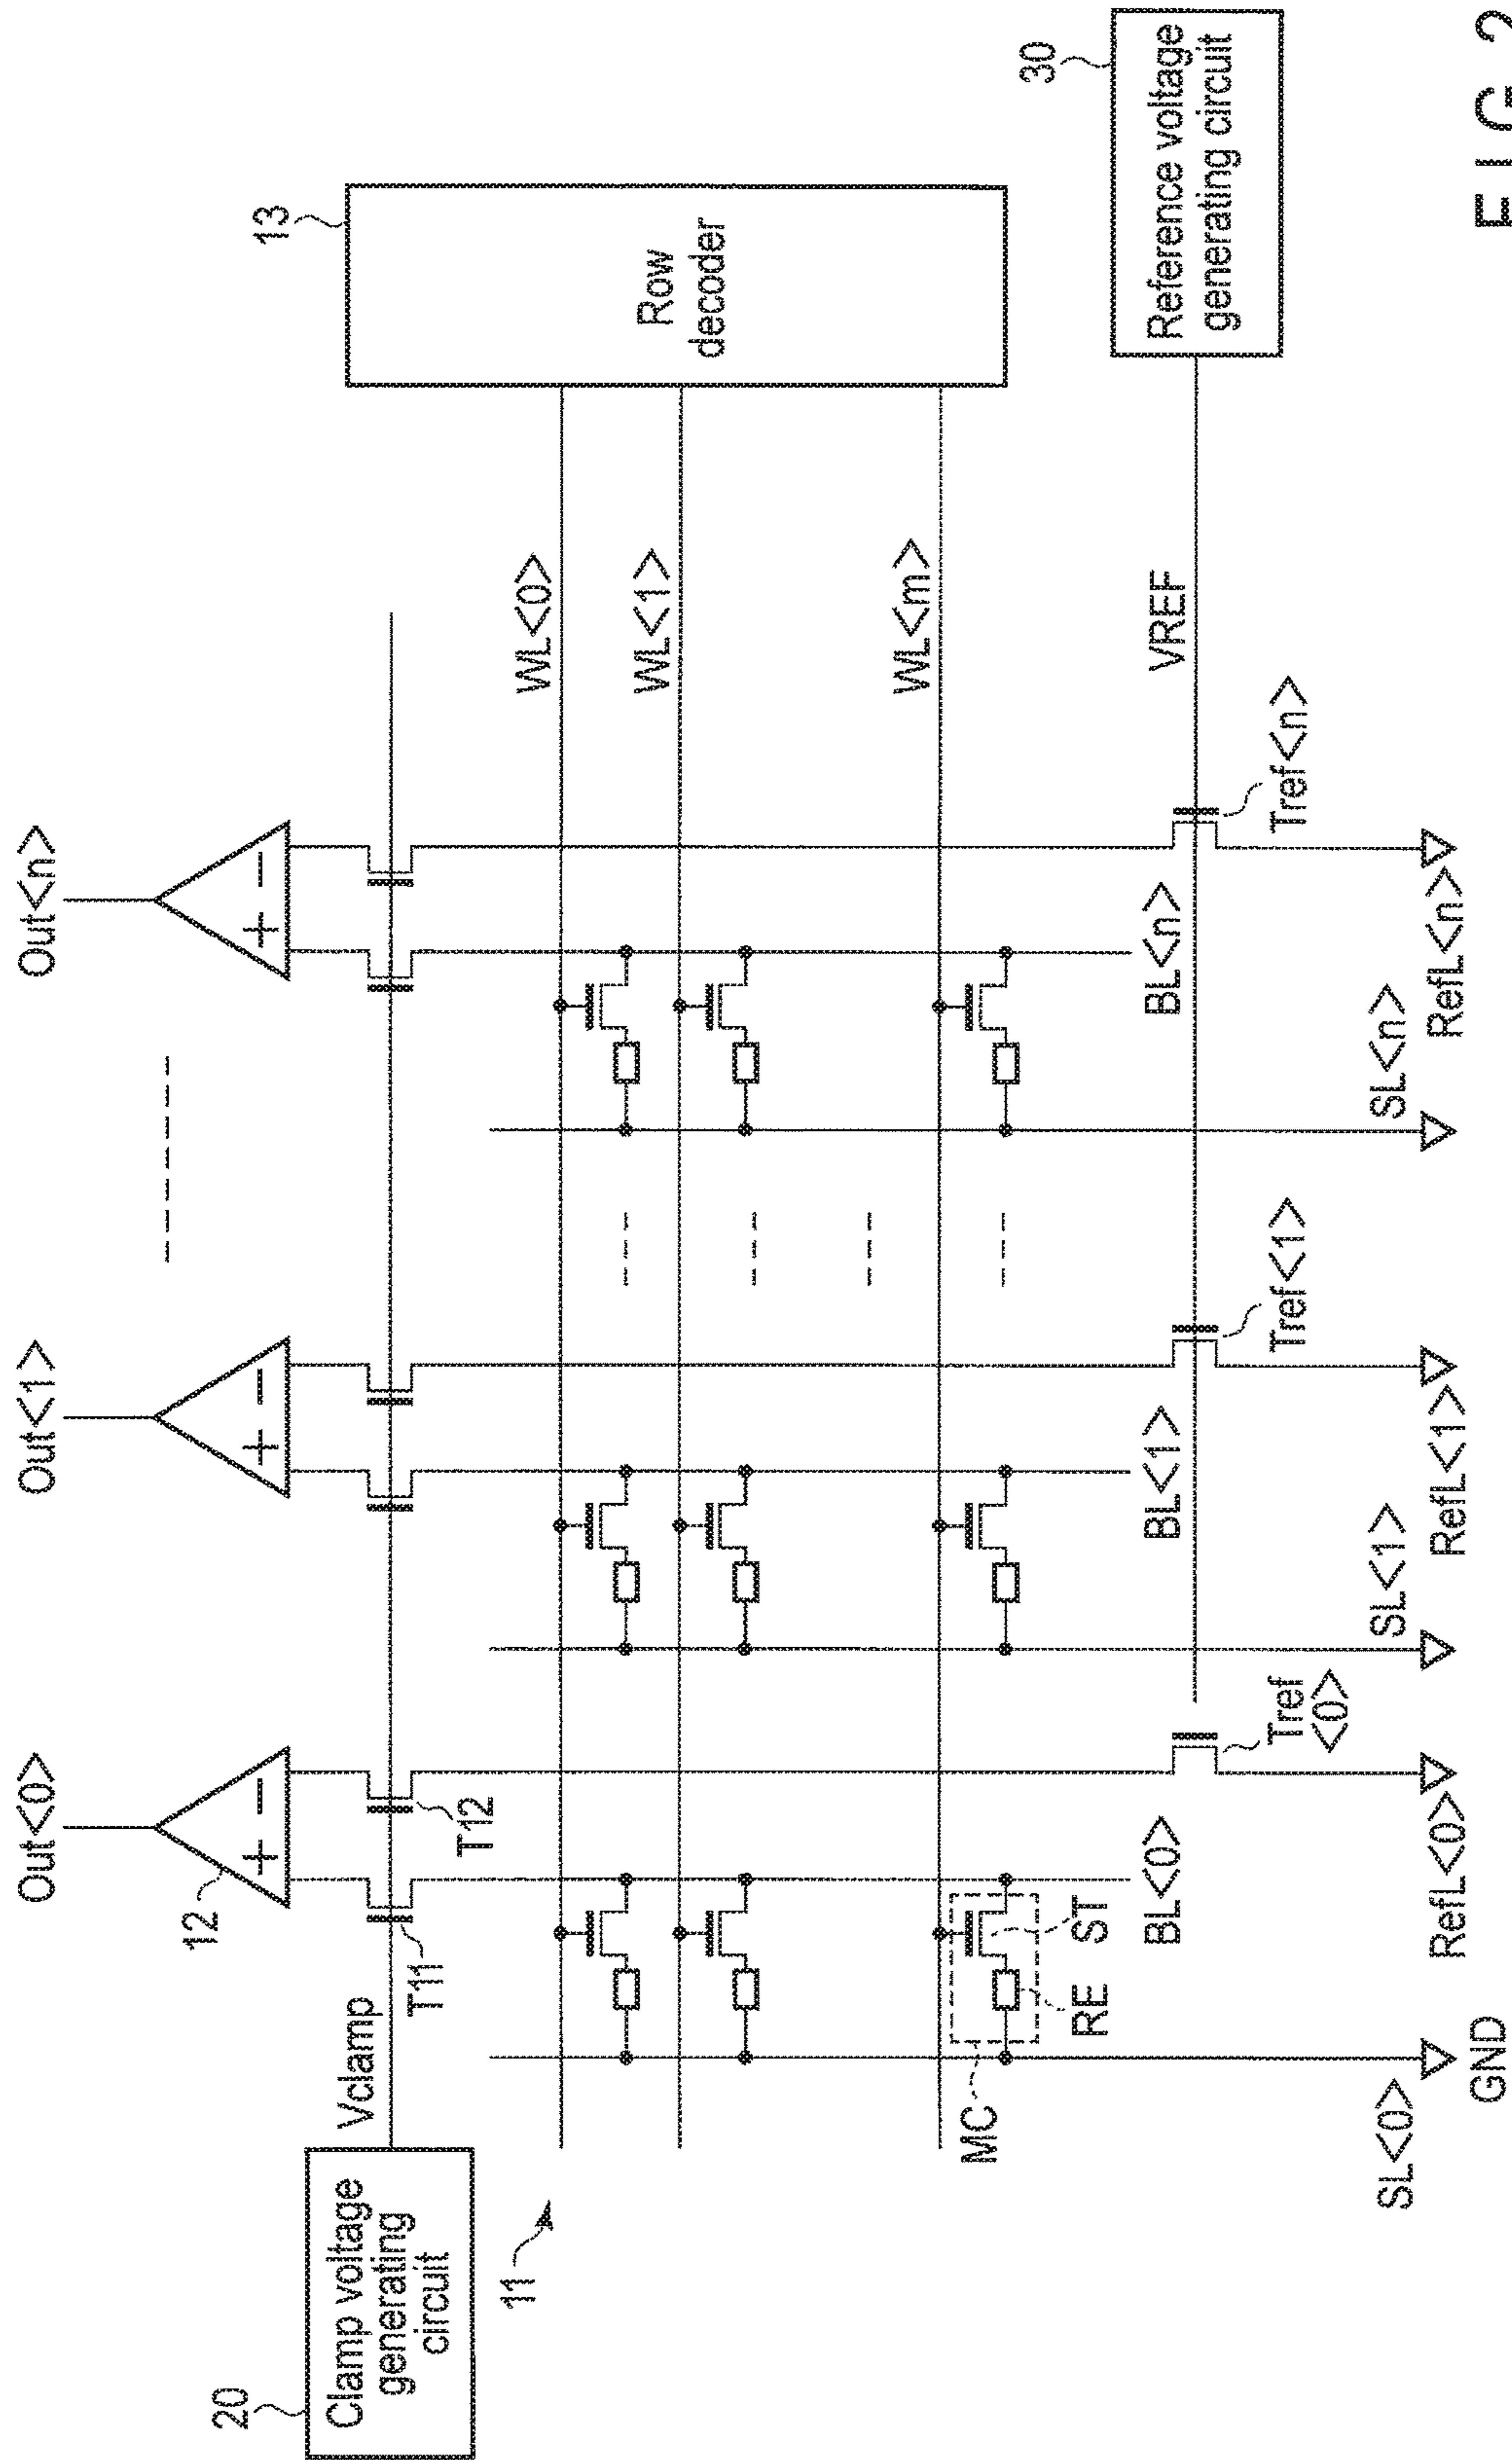 Out<0>
Out<1>
Out<n>
12
+ −
+ −
+ −
20
Clamp voltage
generating
circuit
Vclamp
T11
T12
13
Row
decoder
11
WL<0>
WL<1>
WL<m>
MC
RE
ST
30
Reference voltage
generating circuit
VREF
BL<0>
BL<1>
BL<n>
Tref
<0>
Tref<1>
Tref<n>
SL<0>
SL<1>
SL<n>
RefL<0>
RefL<1>
RefL<n>
GND
FIG. 2